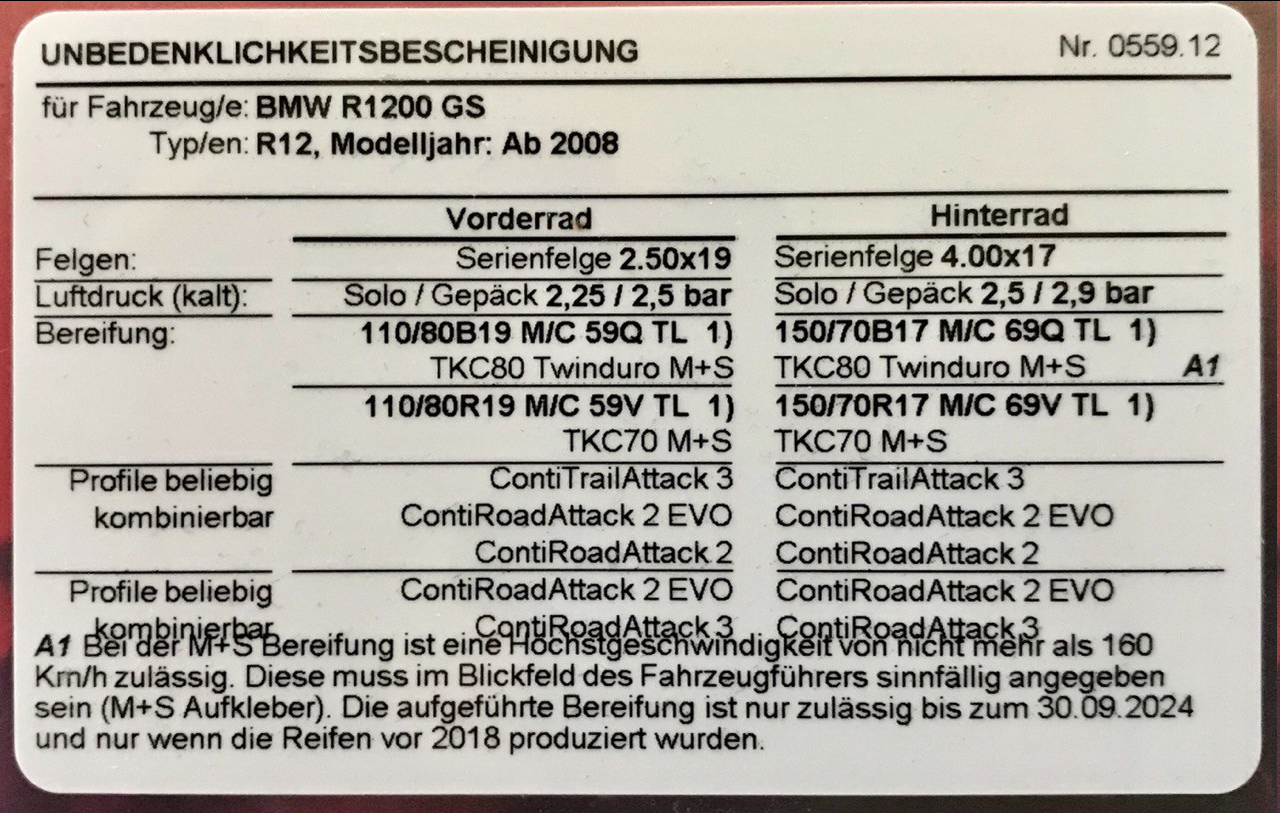 UNBEDENKLICHKEITSBESCHEINIGUNG Nr. 0559.12
für Fahrzeug/e: BMW R1200 GS
Typ/en: R12, Modelljahr: Ab 2008
Vorderrad Hinterrad
Felgen: Serienfelge 2.50x19 Serienfelge 4.00x17
Luftdruck (kalt): Solo / Gepäck 2,25 / 2,5 bar Solo / Gepäck 2,5 / 2,9 bar
Bereifung: 110/80B19 M/C 59Q TL 1) 150/70B17 M/C 69Q TL 1)
TKC80 Twinduro M+S TKC80 Twinduro M+S A1
110/80R19 M/C 59V TL 1) 150/70R17 M/C 69V TL 1)
TKC70 M+S TKC70 M+S
Profile beliebig ContiTrailAttack 3 ContiTrailAttack 3
kombinierbar ContiRoadAttack 2 EVO ContiRoadAttack 2 EVO
ContiRoadAttack 2 ContiRoadAttack 2
Profile beliebig ContiRoadAttack 2 EVO ContiRoadAttack 2 EVO
kombinierbar ContiRoadAttack 3 ContiRoadAttack 3
A1 Bei der M+S Bereifung ist eine Höchstgeschwindigkeit von nicht mehr als 160
Km/h zulässig. Diese muss im Blickfeld des Fahrzeugführers sinnfällig angegeben
sein (M+S Aufkleber). Die aufgeführte Bereifung ist nur zulässig bis zum 30.09.2024
und nur wenn die Reifen vor 2018 produziert wurden.